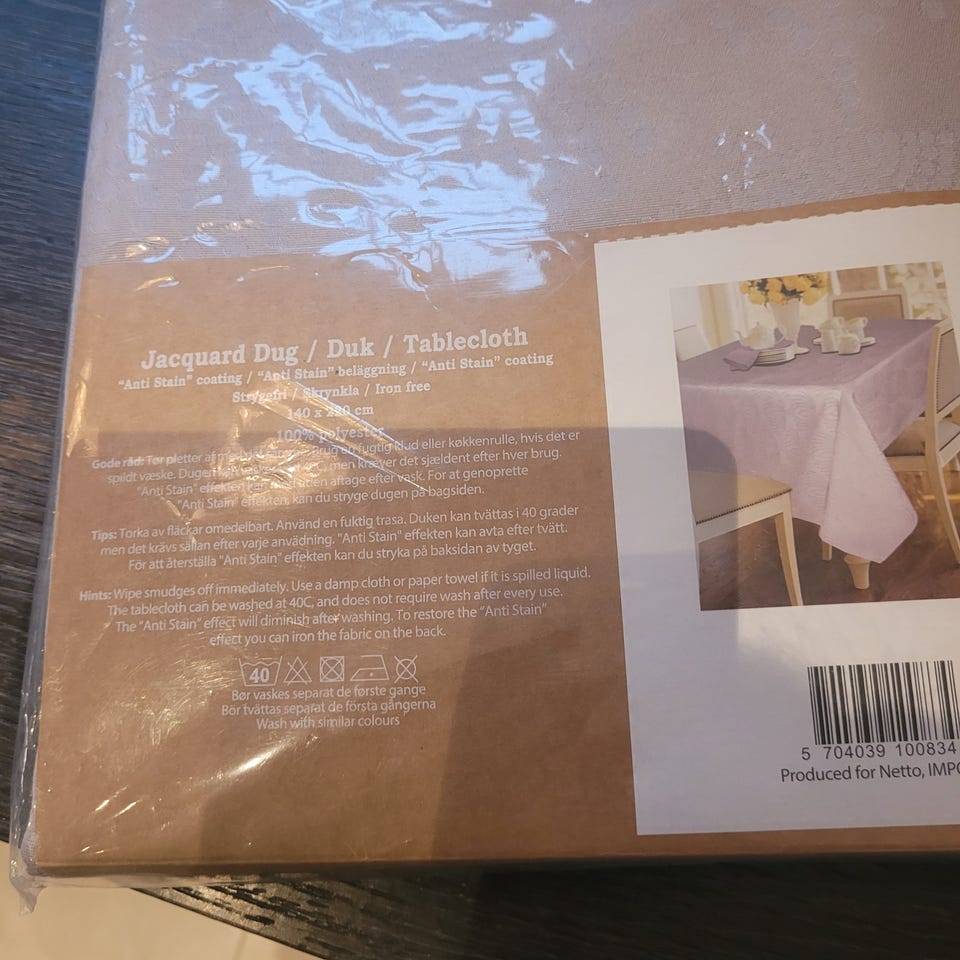 Jacquard Dug / Duk / Tablecloth
"Anti Stain" coating / "Anti Stain" beläggning / "Anti Stain" coating
Strygefri / Skrynkla / Iron free
140 x cm
100% polyester
Gode råd: Tør pletter af Brug en fugtig klud eller køkkenrulle, hvis det er
spildt væske. Dugen kan vaskes men kræver det sjældent efter hver brug.
"Anti Stain" effekten kan aftage efter vask. For at genoprette
"Anti Stain" effekten, kan du stryge dugen på bagsiden.
Tips: Torka av fläckar omedelbart. Använd en fuktig trasa. Duken kan tvättas i 40 grader
men det krävs sällan efter varje anvädning. "Anti Stain" effekten kan avta efter tvätt.
För att återställa "Anti Stain" effekten kan du stryka på baksidan av tyget.
Hints: Wipe smudges off immediately. Use a damp cloth or paper towel if it is spilled liquid.
The tablecloth can be washed at 40C, and does not require wash after every use.
The "Anti Stain" effect will diminish after washing. To restore the "Anti Stain"
effect you can iron the fabric on the back.
40
Bør vaskes separat de første gange
Bör tvättas separat de första gångerna
Wash with similar colours
5 704039 100834
Produced for Netto, IMPO